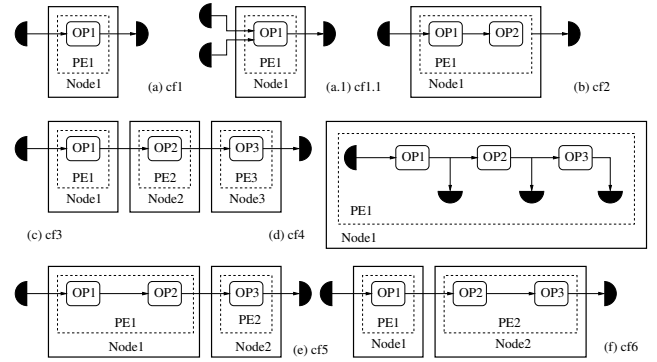 OP1
PE1
Node1
(a) cf1
OP1
PE1
Node1
(a.1) cf1.1
OP1 OP2
PE1
Node1
(b) cf2
OP1 OP2 OP3
PE1 PE2 PE3
Node1 Node2 Node3
(c) cf3
(d) cf4
OP1 OP2 OP3
PE1
Node1
OP1 OP2 OP3
PE1 PE2
Node1 Node2
(e) cf5
OP1 OP2 OP3
PE1 PE2
Node1 Node2
(f) cf6